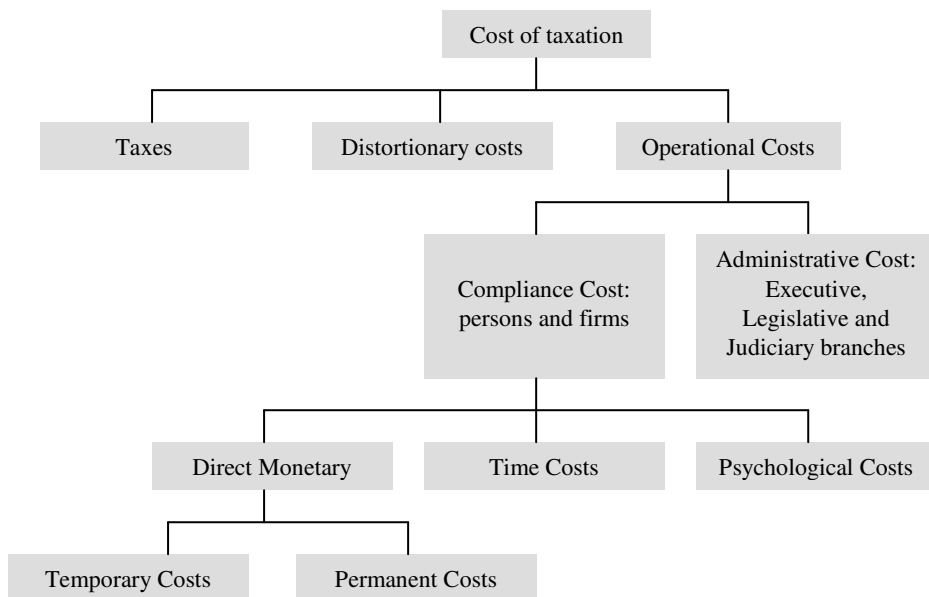 Cost of taxation
Taxes
Distortionary costs
Operational Costs
Compliance Cost:
persons and firms
Administrative Cost:
Executive,
Legislative and
Judiciary branches
Direct Monetary
Time Costs
Psychological Costs
Temporary Costs
Permanent Costs